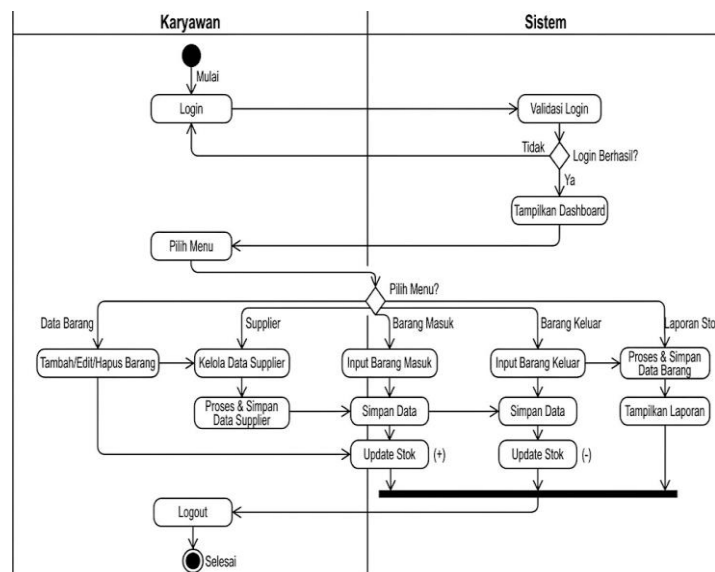 Karyawan
Sistem
Mulai
Login
Validasi Login
Tidak
Login Berhasil?
Ya
Tampilkan Dashboard
Pilih Menu
Pilih Menu?
Data Barang
Supplier
Barang Masuk
Barang Keluar
Laporan Sto
Tambah/Edit/Hapus Barang
Kelola Data Supplier
Input Barang Masuk
Input Barang Keluar
Proses & Simpan
Data Barang
Proses & Simpan
Data Supplier
Simpan Data
Simpan Data
Tampilkan Laporan
Update Stok
(+)
Update Stok
(-)
Logout
Selesai